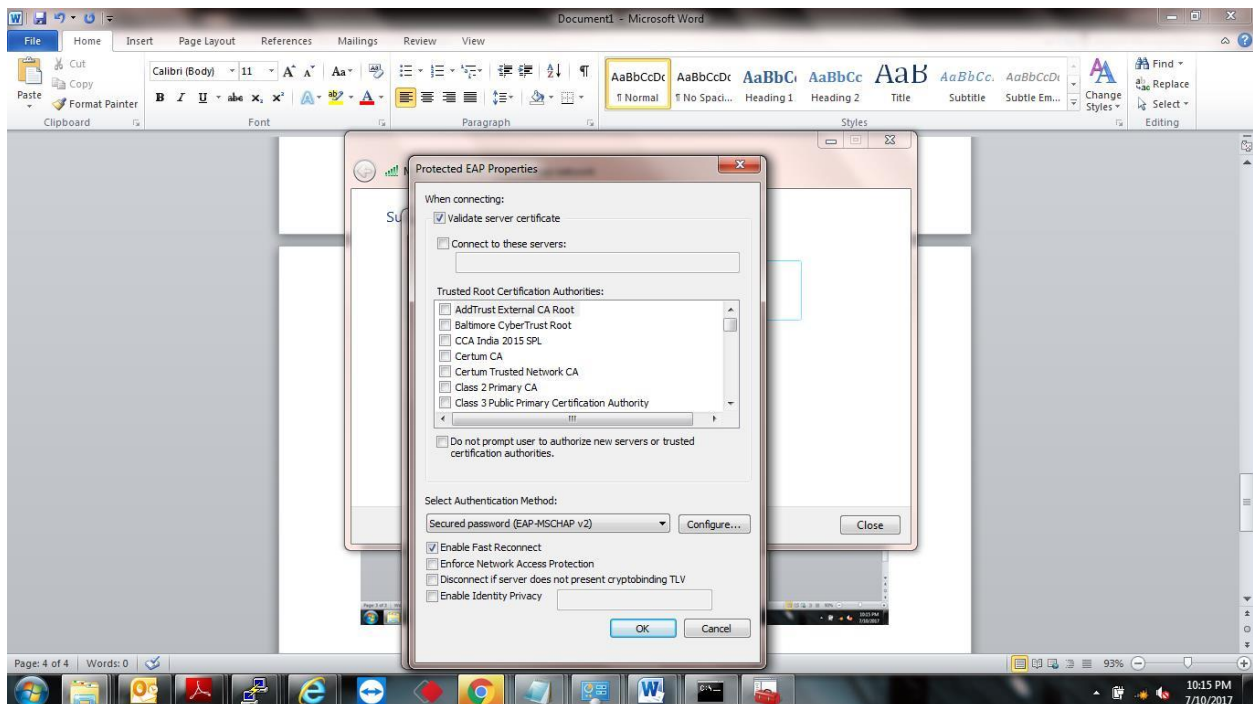 Document1 - Microsoft Word
File Home Insert Page Layout References Mailings Review View
Paste
Cut
Copy
Format Painter
Clipboard
Calibri (Body) 11
Font
Paragraph
AaBbCcDc AaBbCcDc AaBbCc AaBbCc AaB AaBbCc. AaBbCcDc
¶ Normal ¶ No Spaci... Heading 1 Heading 2 Title Subtitle Subtle Em...
Change Styles
Styles
Find
Replace
Select
Editing
Su
Protected EAP Properties
When connecting:
Validate server certificate
Connect to these servers:
Trusted Root Certification Authorities:
AddTrust External CA Root
Baltimore CyberTrust Root
CCA India 2015 SPL
Certum CA
Certum Trusted Network CA
Class 2 Primary CA
Class 3 Public Primary Certification Authority
Do not prompt user to authorize new servers or trusted
certification authorities.
Select Authentication Method:
Secured password (EAP-MSCHAP v2) Configure...
Enable Fast Reconnect
Enforce Network Access Protection
Disconnect if server does not present cryptobinding TLV
Enable Identity Privacy
OK Cancel
Close
Page: 4 of 4 Words: 0
93%
10:15 PM
7/10/2017